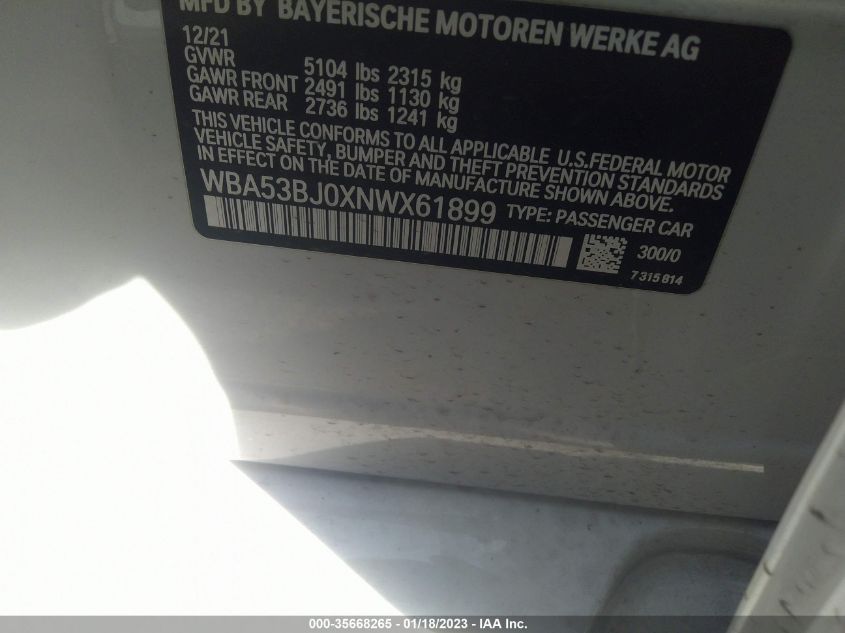 MFD BY BAYERISCHE MOTOREN WERKE AG
12/21
GVWR 5104 lbs 2315 kg
GAWR FRONT 2491 lbs 1130 kg
GAWR REAR 2736 lbs 1241 kg
THIS VEHICLE CONFORMS TO ALL APPLICABLE U.S.FEDERAL MOTOR
VEHICLE SAFETY, BUMPER AND THEFT PREVENTION STANDARDS
IN EFFECT ON THE DATE OF MANUFACTURE SHOWN ABOVE.
WBA53BJ0XNWX61899 TYPE: PASSENGER CAR
300/0
7315814
000-35668265 - 01/18/2023 - IAA Inc.